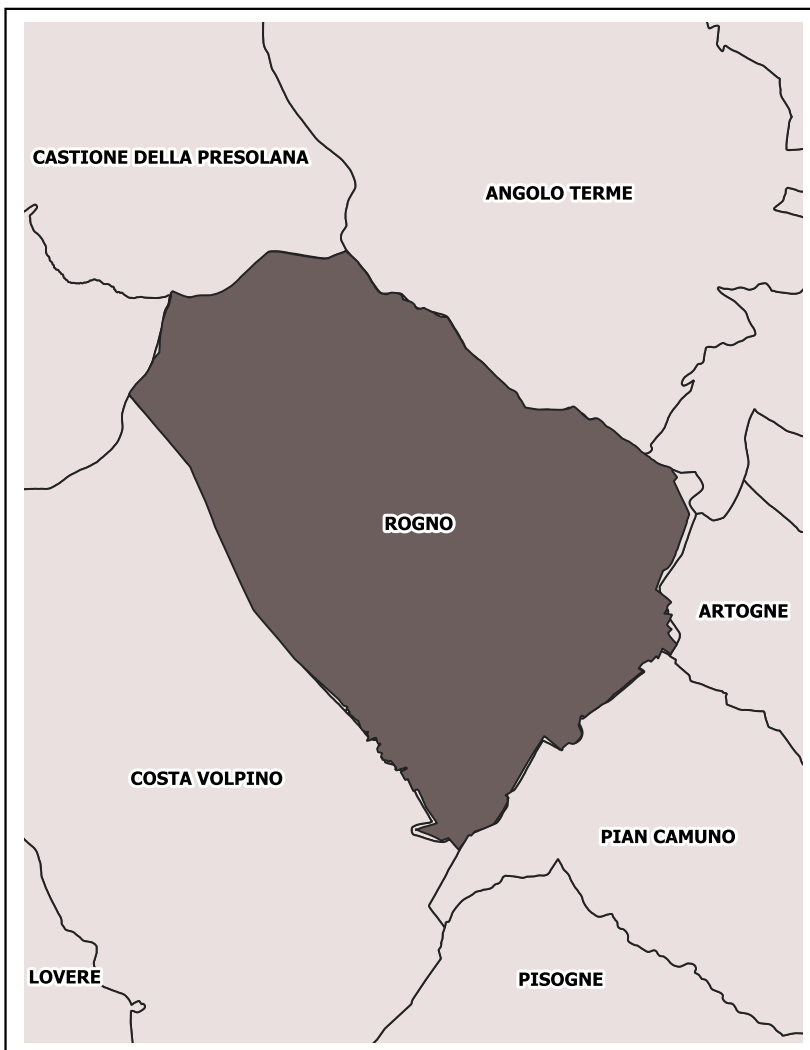 CASTIONE DELLA PRESOLANA
ANGOLO TERME
ROGNO
ARTOGNE
COSTA VOLPINO
PIAN CAMUNO
LOVERE
PISOGNE